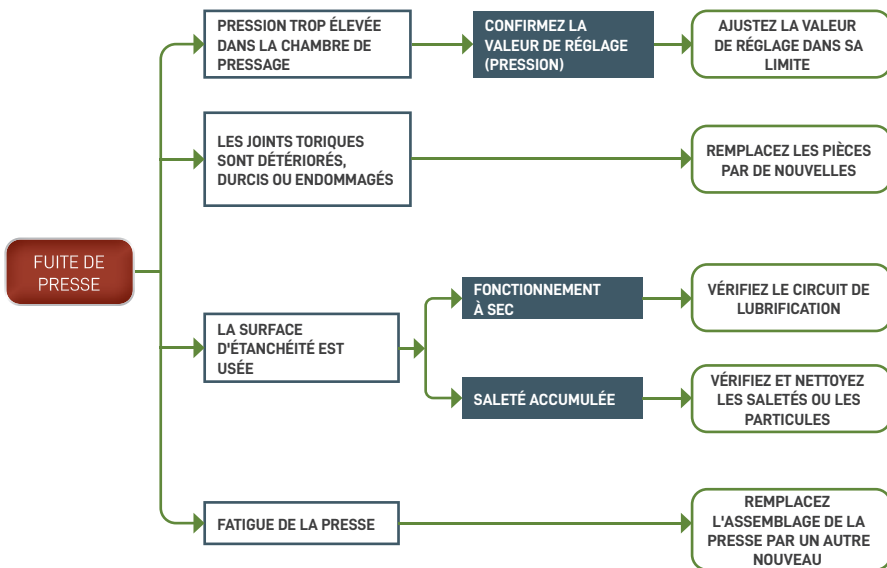 PRESSION TROP ÉLEVÉE
DANS LA CHAMBRE DE
PRESSAGE
CONFIRMEZ LA
VALEUR DE RÉGLAGE
(PRESSION)
AJUSTEZ LA VALEUR
DE RÉGLAGE DANS SA
LIMITE
LES JOINTS TORIQUES
SONT DÉTÉRIORÉS,
DURCIS OU ENDOMMAGÉS
REMPLACEZ LES PIÈCES
PAR DE NOUVELLES
FUITE DE
PRESSE
LA SURFACE
D'ÉTANCHÉITÉ EST
USÉE
FONCTIONNEMENT
À SEC
VÉRIFIEZ LE CIRCUIT DE
LUBRIFICATION
SALETÉ ACCUMULÉE
VÉRIFIEZ ET NETTOYEZ
LES SALETÉS OU LES
PARTICULES
FATIGUE DE LA PRESSE
REMPLACEZ
L'ASSEMBLAGE DE LA
PRESSE PAR UN AUTRE
NOUVEAU